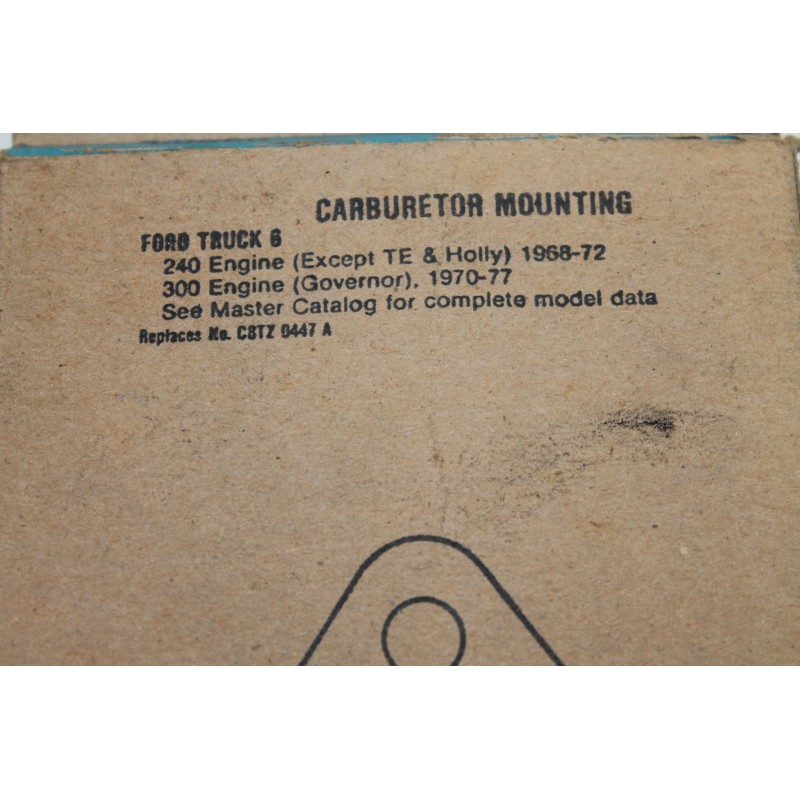 CARBURETOR MOUNTING
FORD TRUCK 6
240 Engine (Except TE & Holly) 1968-72
300 Engine (Governor), 1970-77
See Master Catalog for complete model data
Replaces No. C8TZ 9447 A